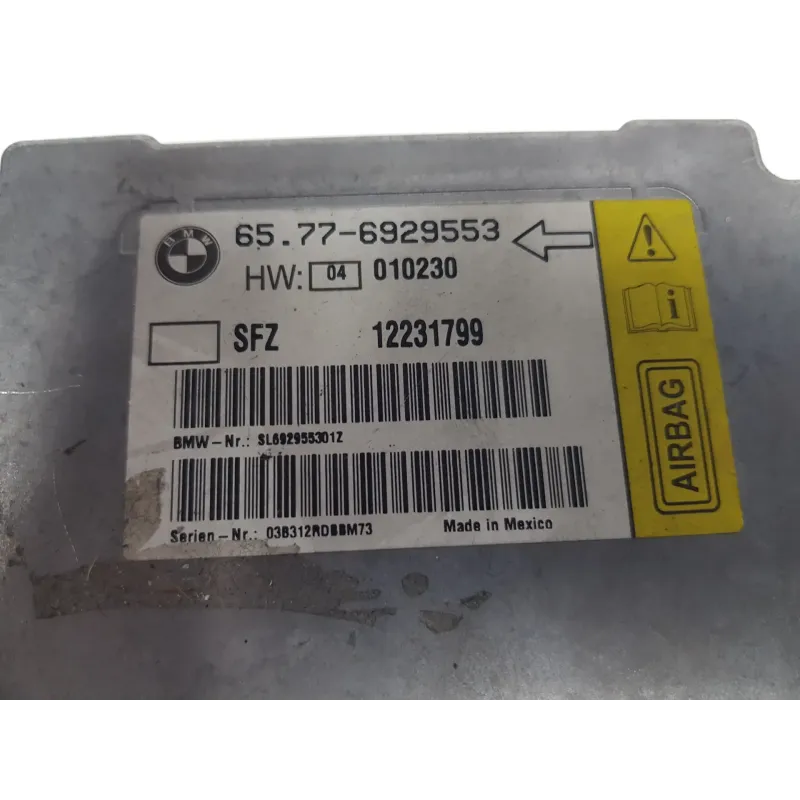 BMW 65.77-6929553
HW: 04 010230
SFZ 12231799
BMW-Nr.: SL692955301Z
Serien-Nr.: 03B312RDBBM73 Made in Mexico
i
AIRBAG